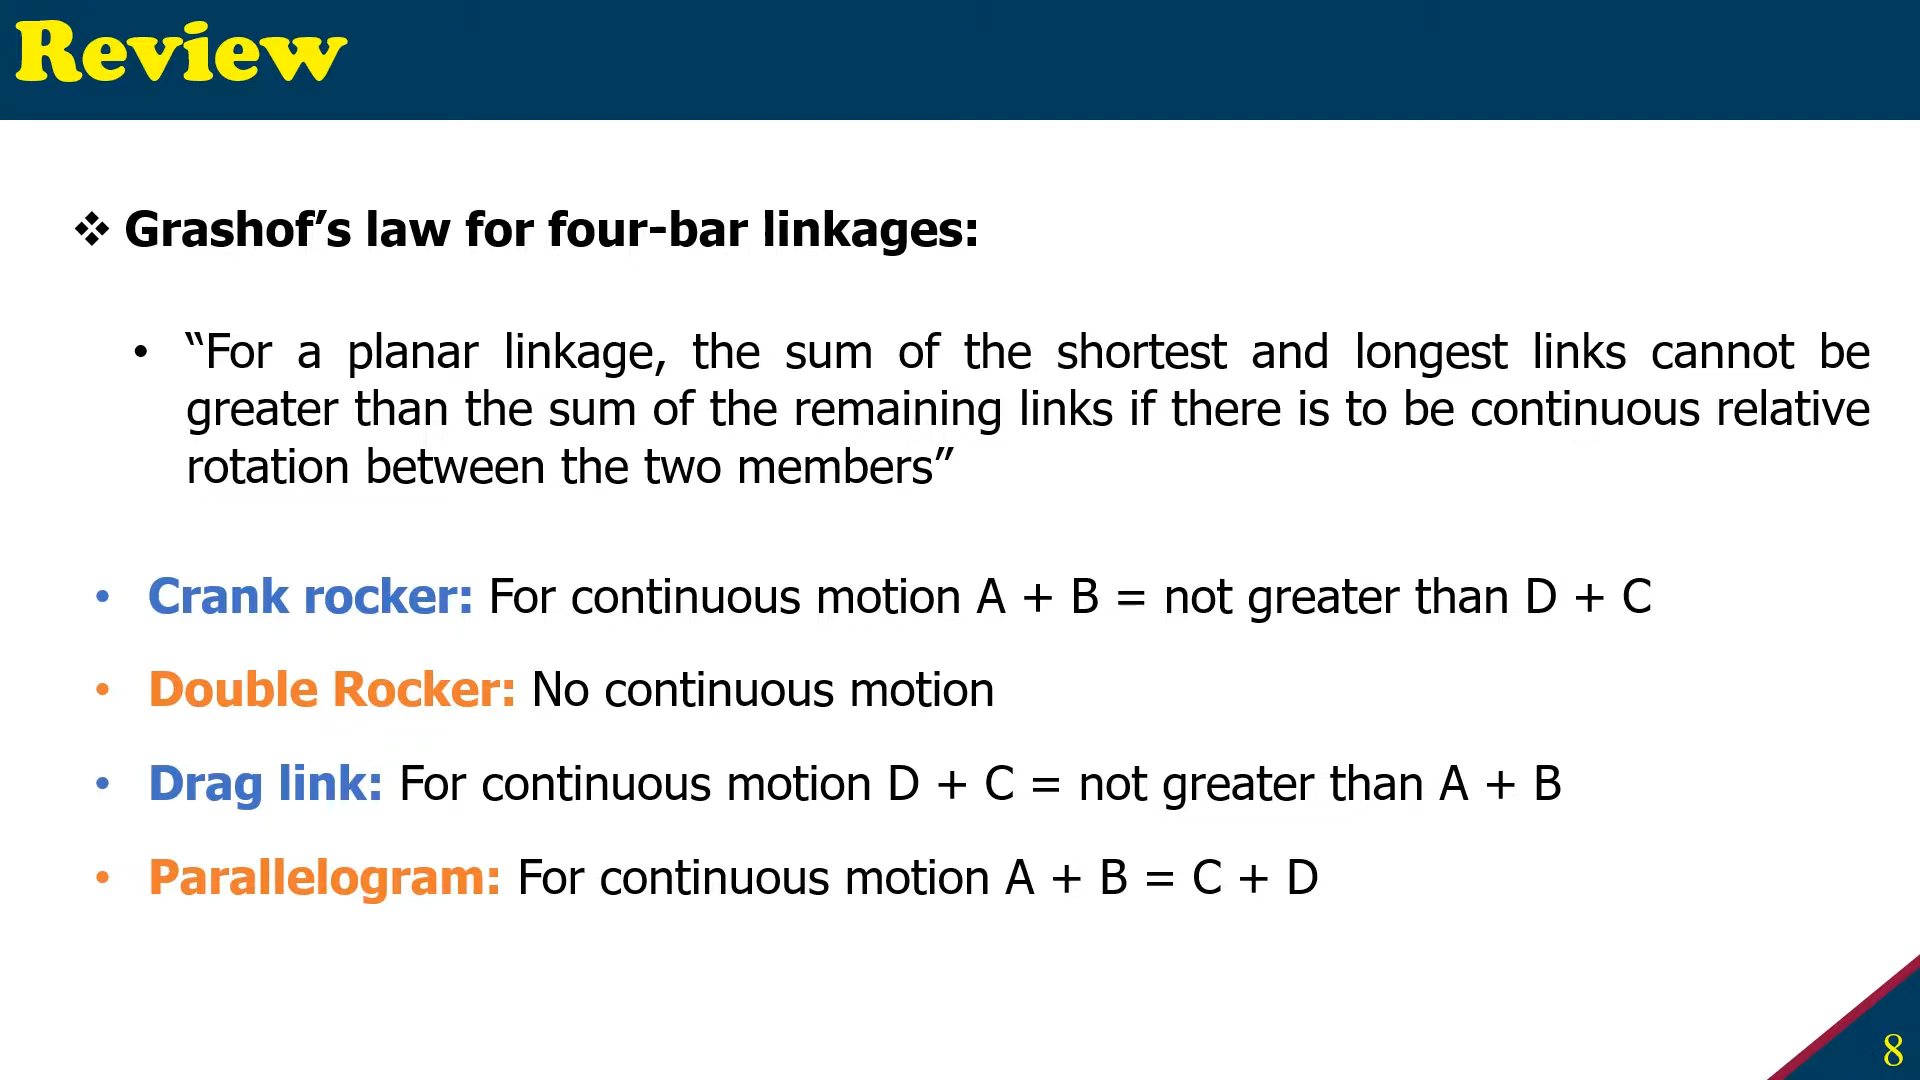 Review
❖ Grashof’s law for four-bar linkages:
• “For a planar linkage, the sum of the shortest and longest links cannot be
greater than the sum of the remaining links if there is to be continuous relative
rotation between the two members”
• Crank rocker: For continuous motion A + B = not greater than D + C
• Double Rocker: No continuous motion
• Drag link: For continuous motion D + C = not greater than A + B
• Parallelogram: For continuous motion A + B = C + D
8